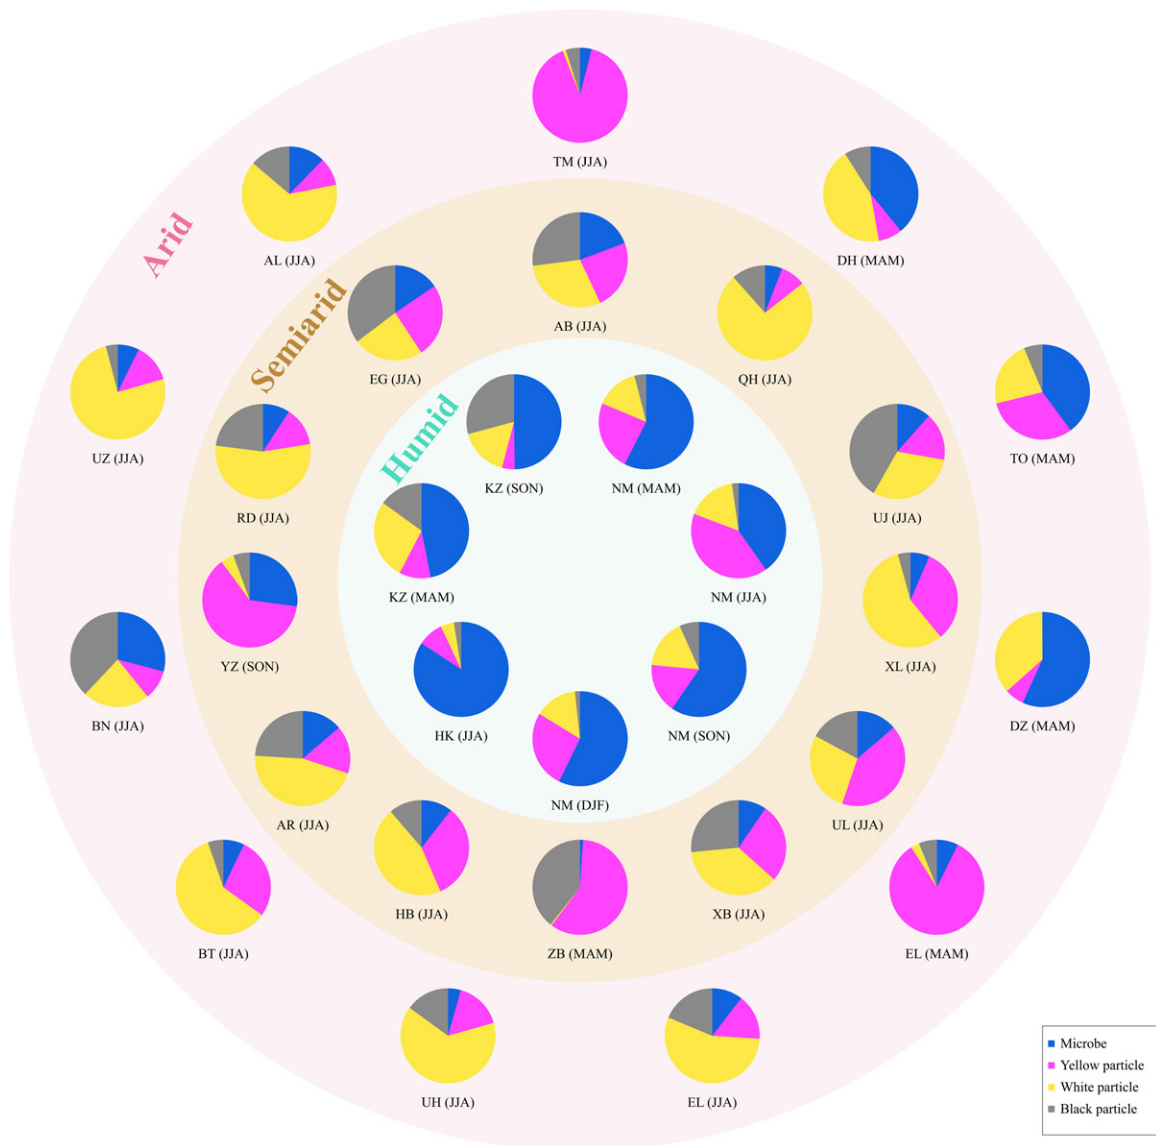 TM (JJA)
AL (JJA)
DH (MAM)
Arid
AB (JJA)
Semiarid
EG (JJA)
QH (JJA)
Humid
UZ (JJA)
KZ (SON)
NM (MAM)
TO (MAM)
RD (JJA)
UJ (JJA)
KZ (MAM)
NM (JJA)
YZ (SON)
XL (JJA)
BN (JJA)
HK (JJA)
NM (SON)
DZ (MAM)
NM (DJF)
AR (JJA)
UL (JJA)
HB (JJA)
XB (JJA)
BT (JJA)
ZB (MAM)
EL (MAM)
UH (JJA)
EL (JJA)
Microbe
Yellow particle
White particle
Black particle